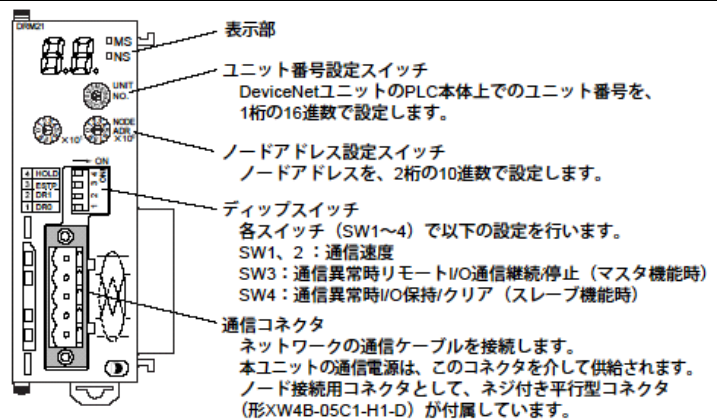 DRM21
MS
NS
UNIT
NO.
NODE
ADR
×10¹
×10⁰
ON
4 HOLD
3 ESTP
2 DR1
1 DR0
ON
1 2 3 4
表示部
ユニット番号設定スイッチ
DeviceNetユニットのPLC本体上でのユニット番号を、
1桁の16進数で設定します。
ノードアドレス設定スイッチ
ノードアドレスを、2桁の10進数で設定します。
ディップスイッチ
各スイッチ（SW1～4）で以下の設定を行います。
SW1、2 ：通信速度
SW3：通信異常時リモートI/O通信継続/停止（マスタ機能時）
SW4：通信異常時I/O保持/クリア（スレーブ機能時）
通信コネクタ
ネットワークの通信ケーブルを接続します。
本ユニットの通信電源は、このコネクタを介して供給されます。
ノード接続用コネクタとして、ネジ付き平行型コネクタ
（形XW4B-05C1-H1-D）が付属しています。